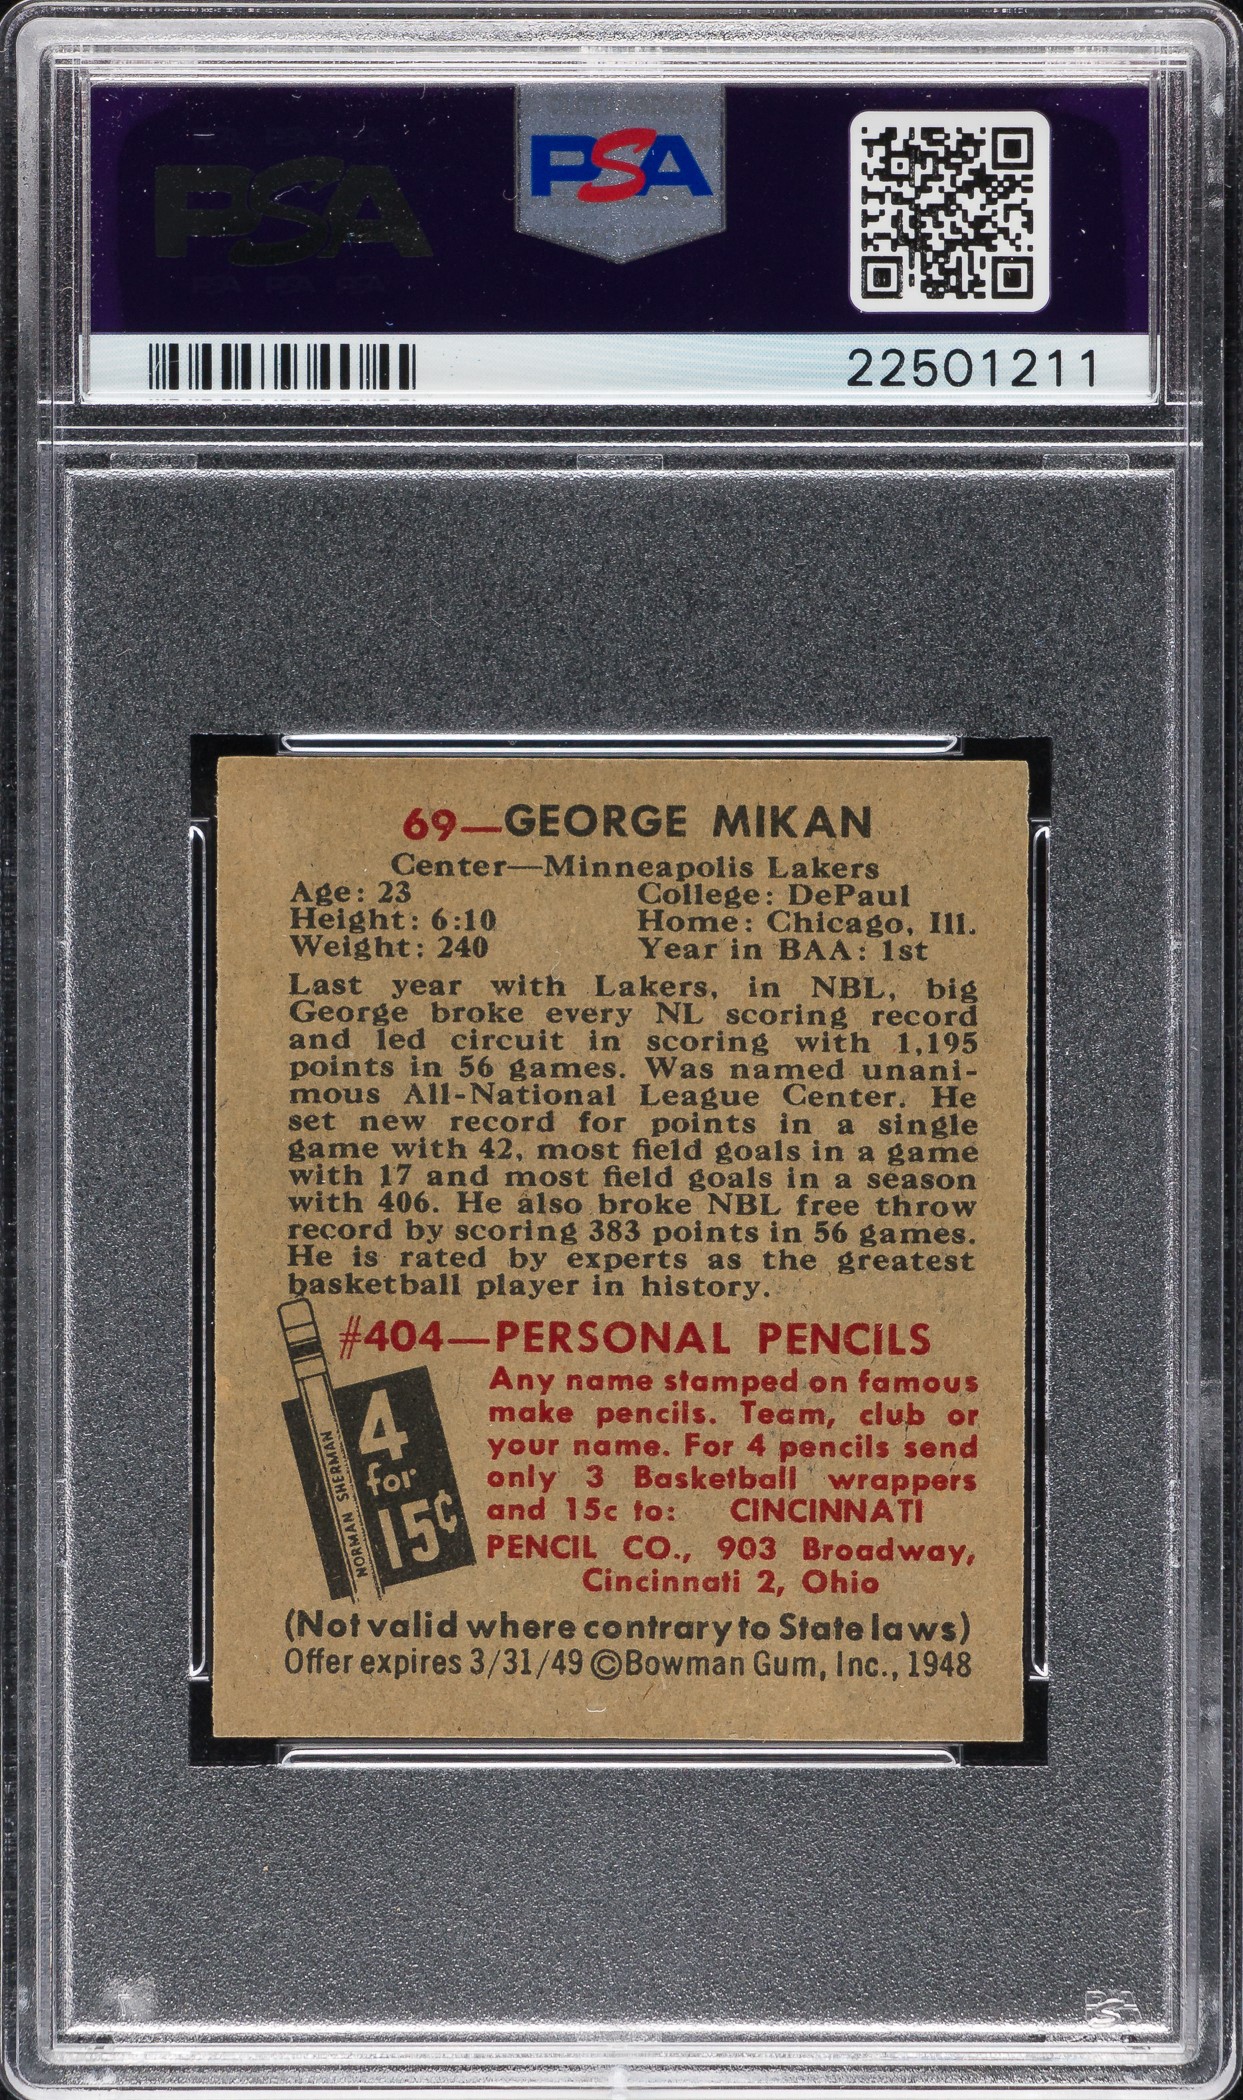 PSA
PSA
22501211
69—GEORGE MIKAN
Center—Minneapolis Lakers
Age: 23 College: DePaul
Height: 6:10 Home: Chicago, Ill.
Weight: 240 Year in BAA: 1st
Last year with Lakers, in NBL, big
George broke every NL scoring record
and led circuit in scoring with 1,195
points in 56 games. Was named unani-
mous All-National League Center. He
set new record for points in a single
game with 42, most field goals in a game
with 17 and most field goals in a season
with 406. He also broke NBL free throw
record by scoring 383 points in 56 games.
He is rated by experts as the greatest
basketball player in history.
#404—PERSONAL PENCILS
Any name stamped on famous
make pencils. Team, club or
your name. For 4 pencils send
only 3 Basketball wrappers
and 15c to: CINCINNATI
PENCIL CO., 903 Broadway,
Cincinnati 2, Ohio
4
for
15¢
NORMAN SHERMAN
(Not valid where contrary to State laws)
Offer expires 3/31/49 ©Bowman Gum, Inc., 1948
PSA